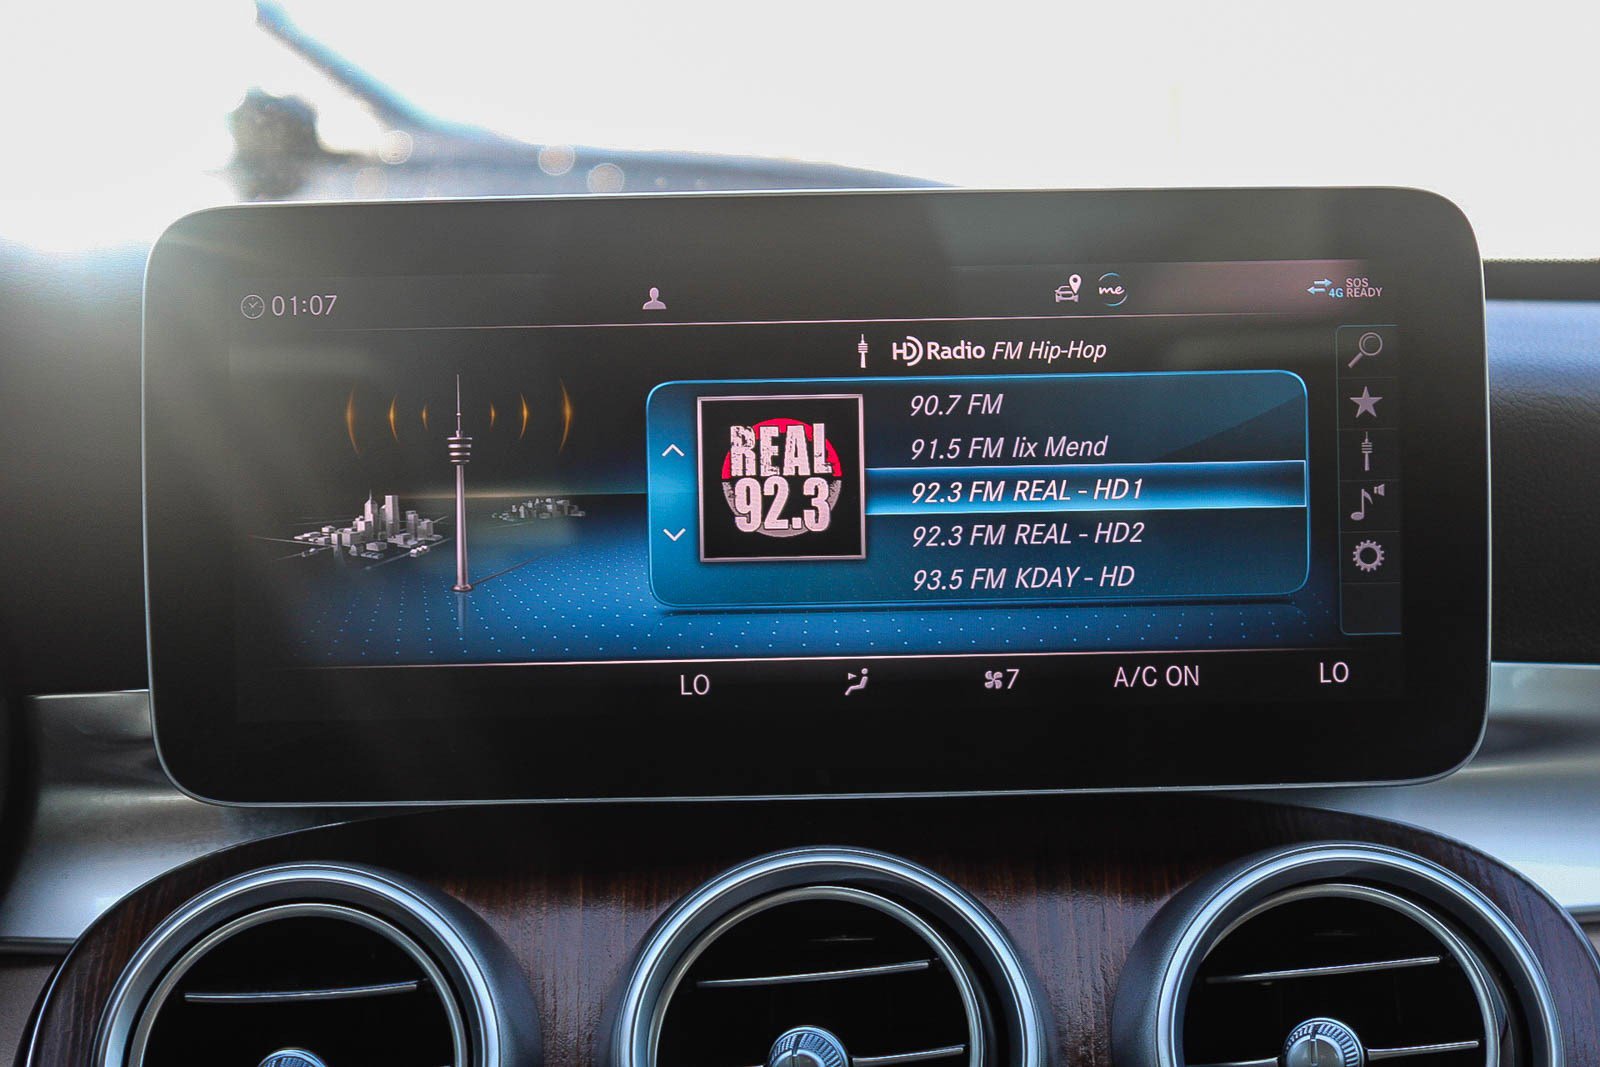 01:07
me
4G
SOS
READY
HD Radio FM Hip-Hop
REAL
92.3
90.7 FM
91.5 FM lix Mend
92.3 FM REAL - HD1
92.3 FM REAL - HD2
93.5 FM KDAY - HD
LO
7
A/C ON
LO